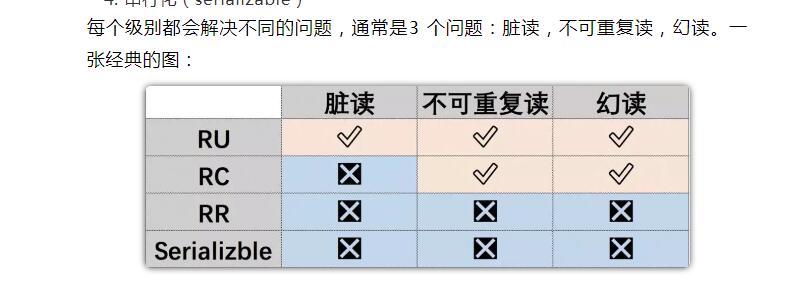 4. 串行化（serializable）
每个级别都会解决不同的问题，通常是3 个问题：脏读，不可重复读，幻读。一
张经典的图：
脏读 不可重复读 幻读
RU ✓ ✓ ✓
RC ☒ ✓ ✓
RR ☒ ☒ ☒
Serializble ☒ ☒ ☒